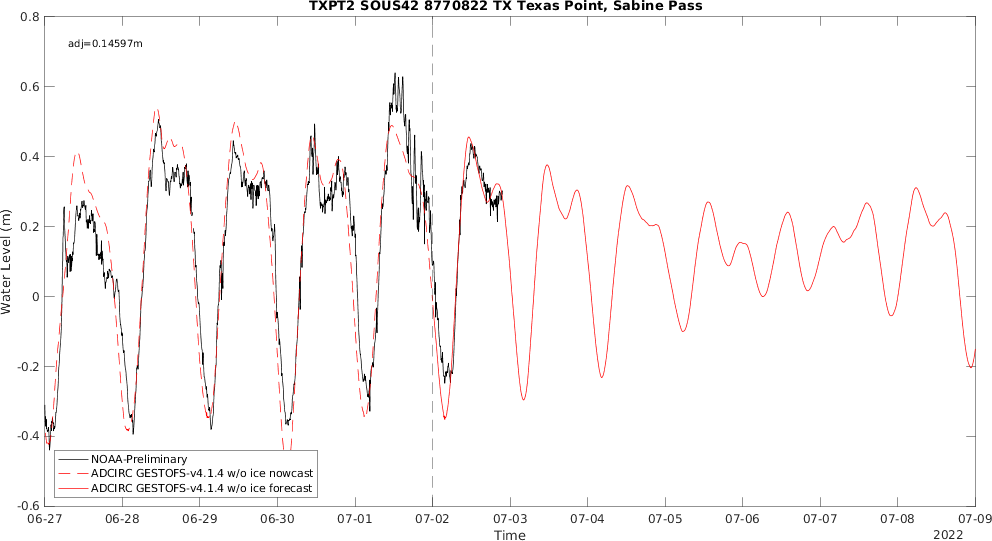 TXPT2 SOUS42 8770822 TX Texas Point, Sabine Pass
adj=0.14597m
Water Level (m)
0.8
0.6
0.4
0.2
0
-0.2
-0.4
-0.6
NOAA-Preliminary
ADCIRC GESTOFS-v4.1.4 w/o ice nowcast
ADCIRC GESTOFS-v4.1.4 w/o ice forecast
06-27 06-28 06-29 06-30 07-01 07-02 07-03 07-04 07-05 07-06 07-07 07-08 07-09
Time
2022